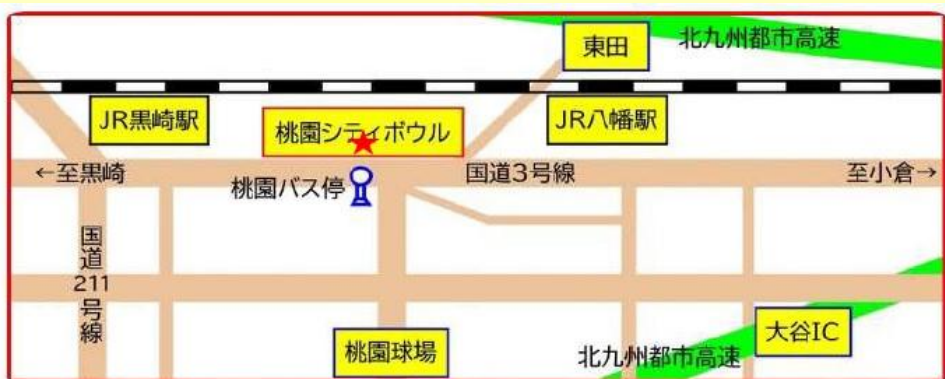 東田
北九州都市高速
JR黒崎駅
桃園シティボウル
JR八幡駅
←至黒崎
桃園バス停
国道3号線
至小倉→
国道211号線
桃園球場
北九州都市高速
大谷IC